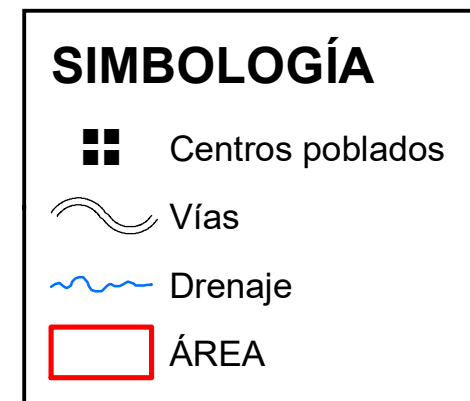 SIMBOLOGÍA
Centros poblados
Vías
Drenaje
ÁREA